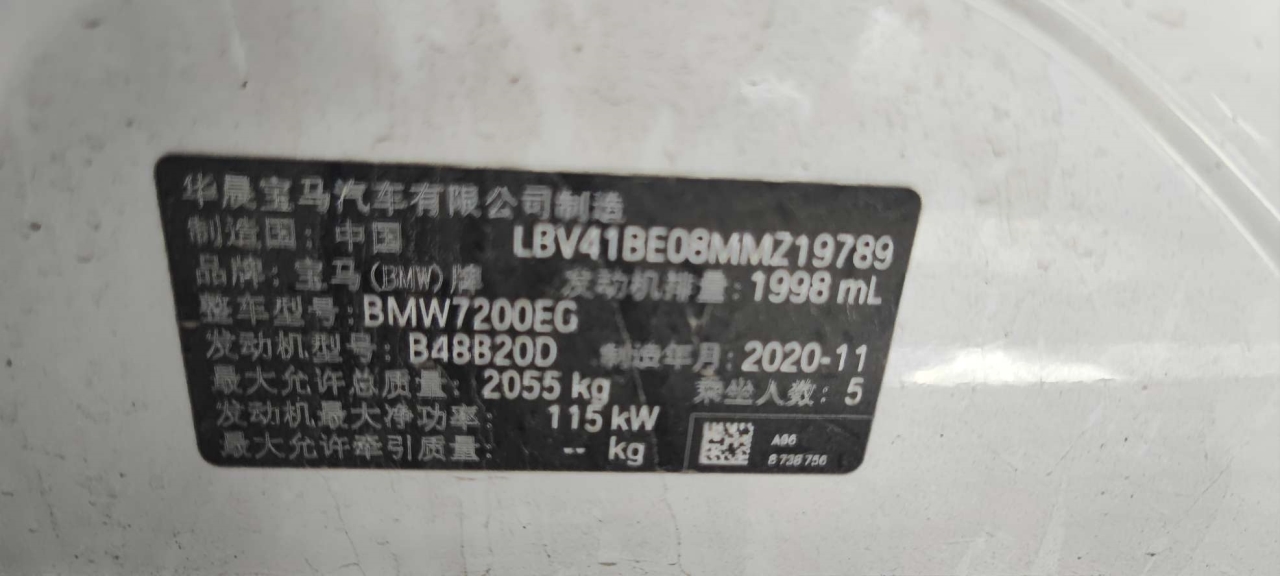 华晨宝马汽车有限公司制造
制造国：中国 LBV41BE08MMZ19789
品牌：宝马(BMW)牌 发动机排量：1998 mL
整车型号：BMW7200EG
发动机型号：B48B20D 制造年月：2020-11
最大允许总质量：2055 kg 乘坐人数：5
发动机最大净功率：115 kW
最大允许牵引质量：-- kg
A96
8 738 756